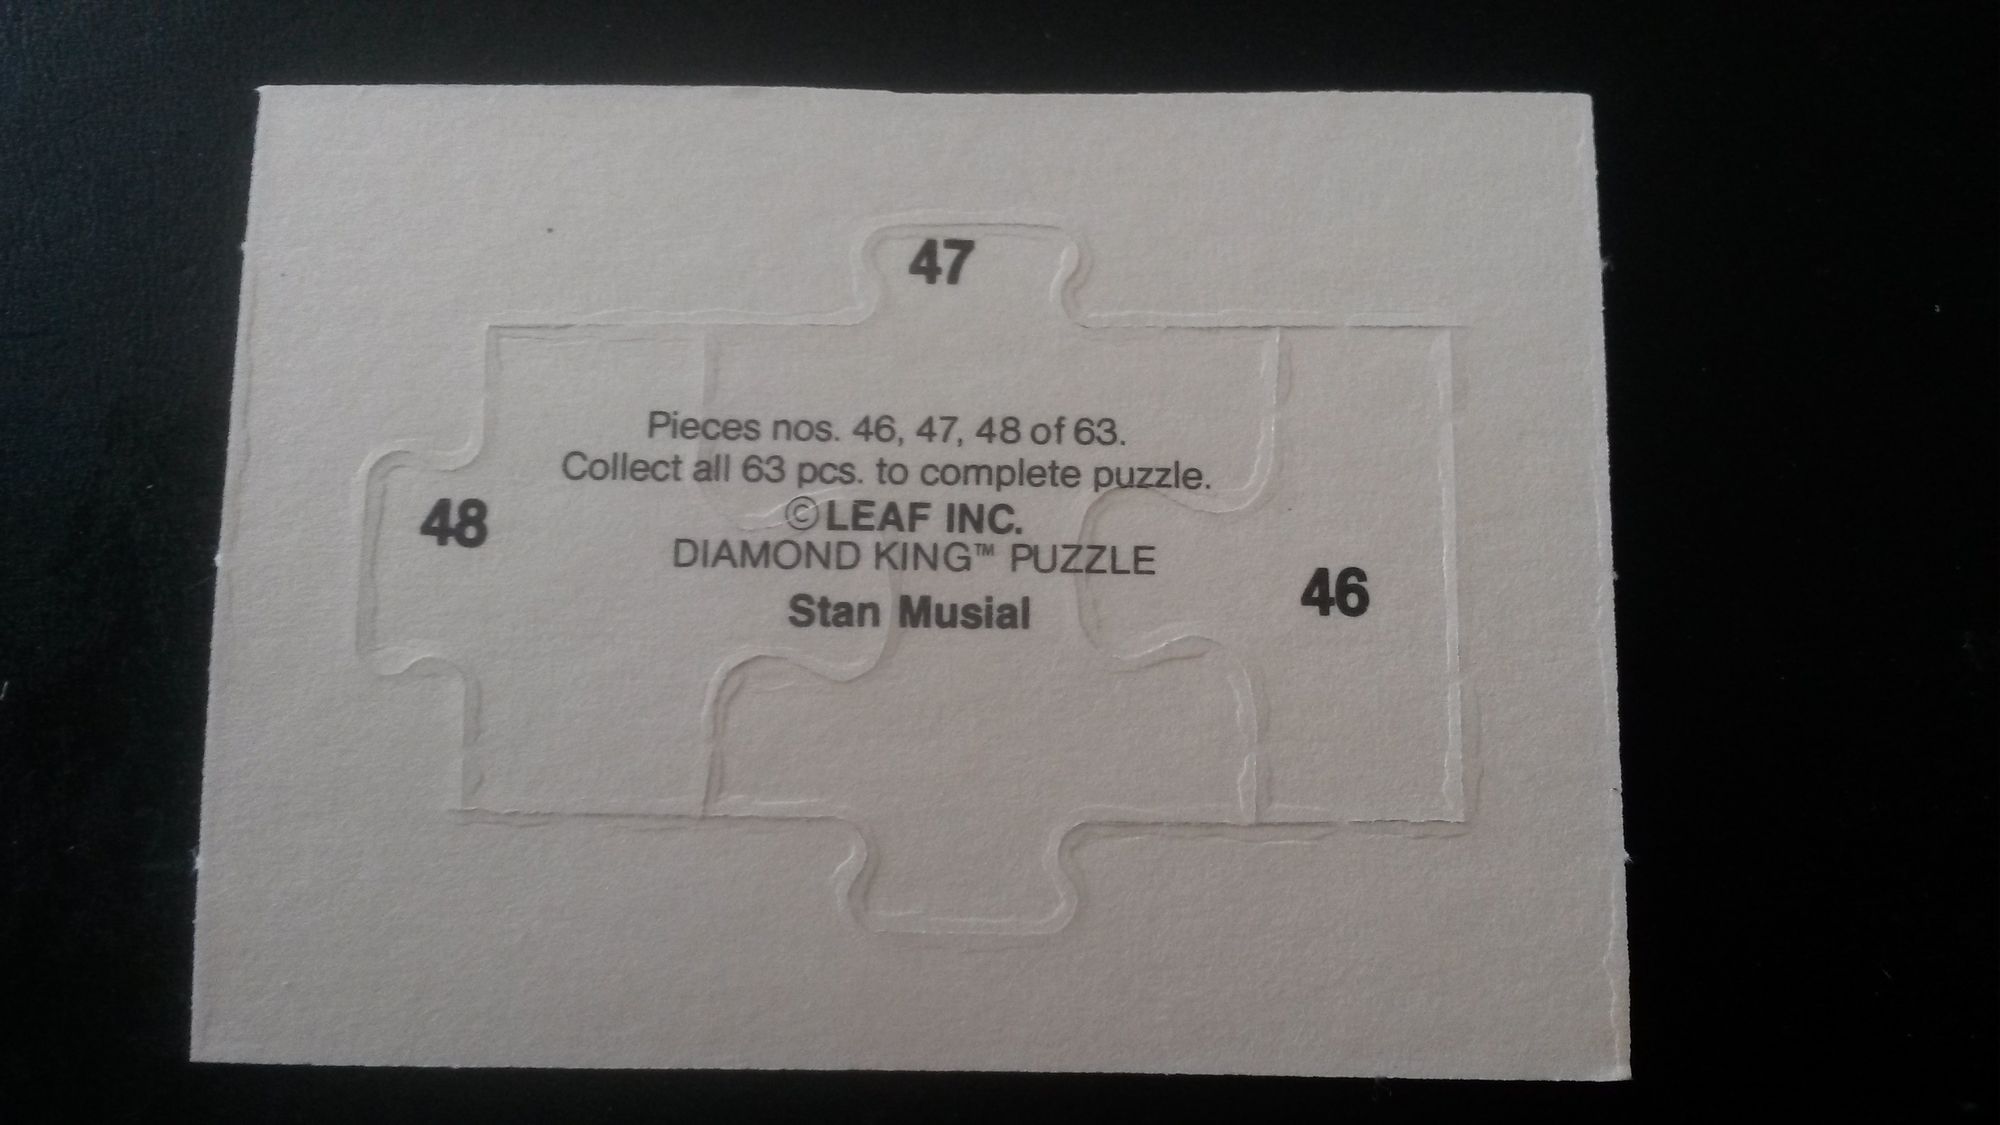 47
Pieces nos. 46, 47, 48 of 63.
Collect all 63 pcs. to complete puzzle.
©LEAF INC.
48
DIAMOND KING™ PUZZLE
46
Stan Musial